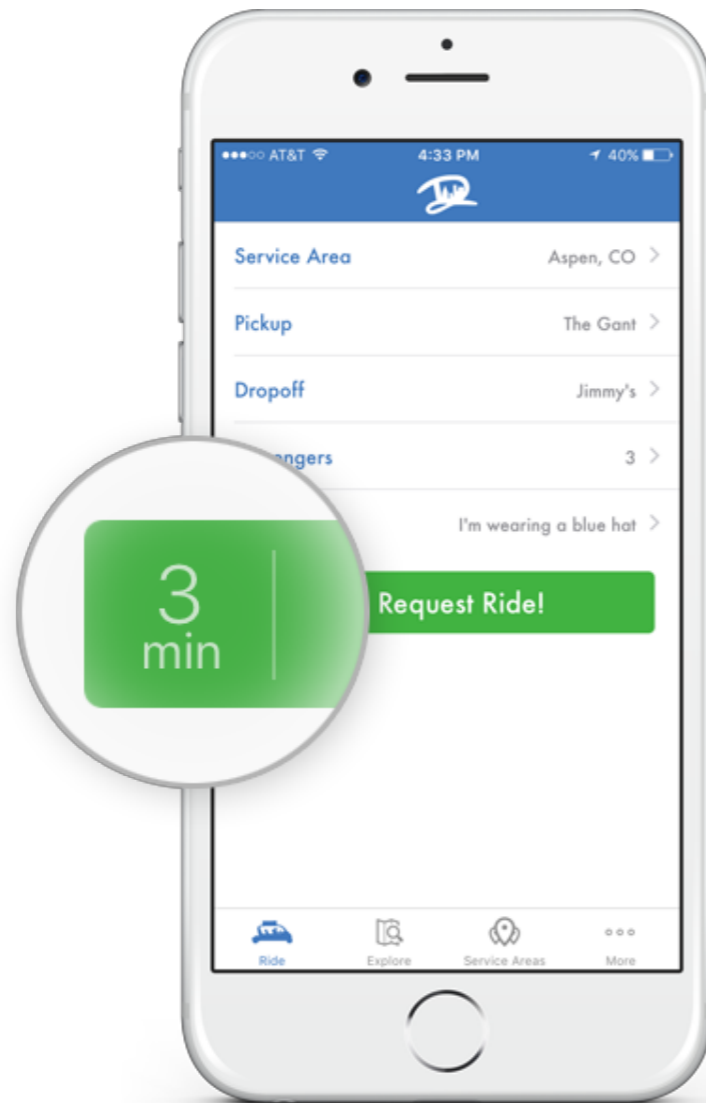 AT&T 4:33 PM 40%
Service Area Aspen, CO
Pickup The Gant
Dropoff Jimmy's
engers 3
I'm wearing a blue hat
3
min
Request Ride!
Ride Explore Service Areas More